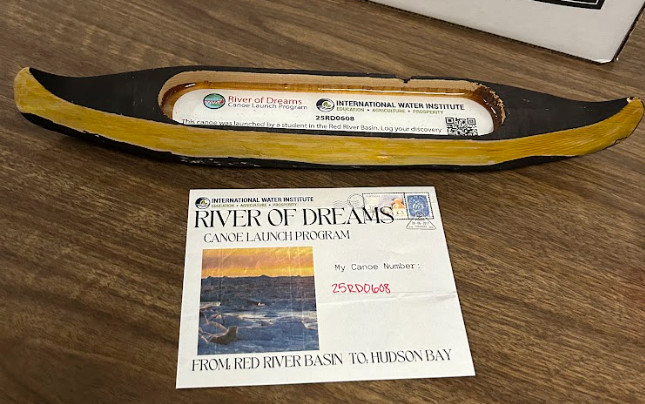 River of Dreams
Canoe Launch Program
INTERNATIONAL WATER INSTITUTE
EDUCATION • AGRICULTURE • PROSPERITY
25RD0608
This canoe was launched by a student in the Red River Basin. Log your discovery
INTERNATIONAL WATER INSTITUTE
EDUCATION • AGRICULTURE • PROSPERITY
RIVER OF DREAMS
CANOE LAUNCH PROGRAM
My Canoe Number:
25RD0608
FROM: RED RIVER BASIN TO: HUDSON BAY